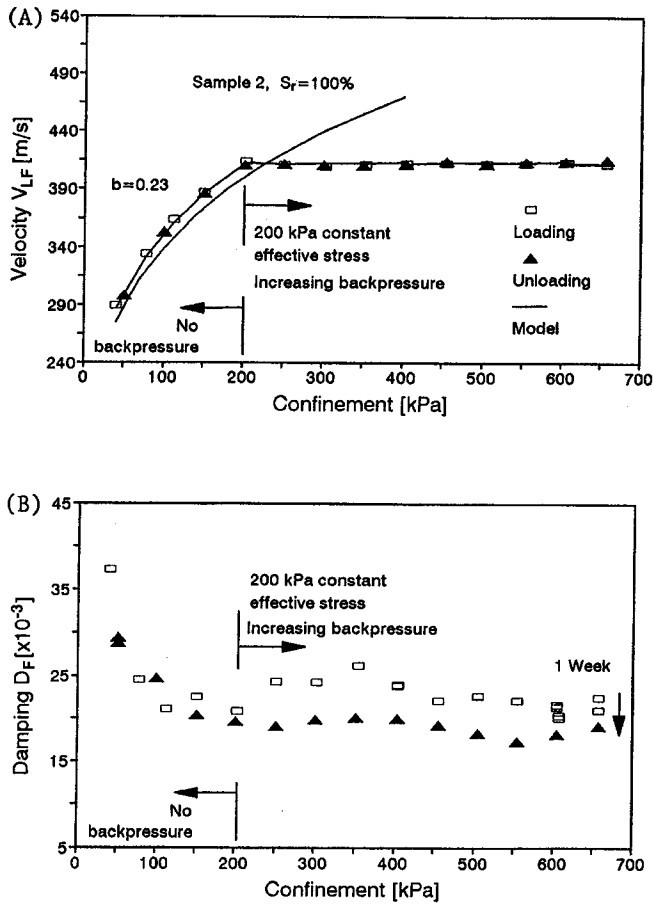 (A)
540
490
440
390
340
290
240
Velocity V_LF [m/s]
Sample 2, S_r=100%
b=0.23
200 kPa constant
effective stress
Increasing backpressure
No
backpressure
Loading
Unloading
Model
0 100 200 300 400 500 600 700
Confinement [kPa]
(B)
45
35
25
15
5
Damping D_F [x10^-3]
200 kPa constant
effective stress
Increasing backpressure
1 Week
No
backpressure
0 100 200 300 400 500 600 700
Confinement [kPa]